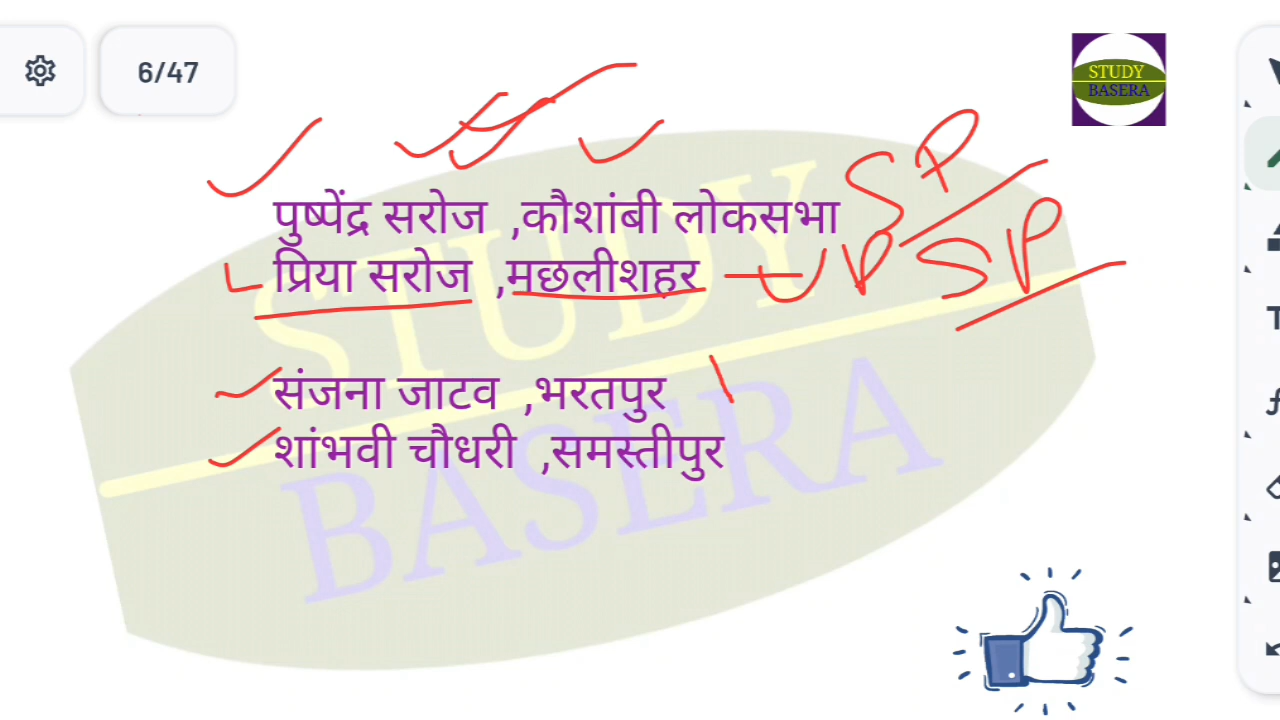 6/47
STUDY
BASERA
SP
पुष्पेंद्र सरोज ,कौशांबी लोकसभा
प्रिया सरोज ,मछलीशहर UP SP
संजना जाटव ,भरतपुर
शांभवी चौधरी ,समस्तीपुर
STUDY
BASERA